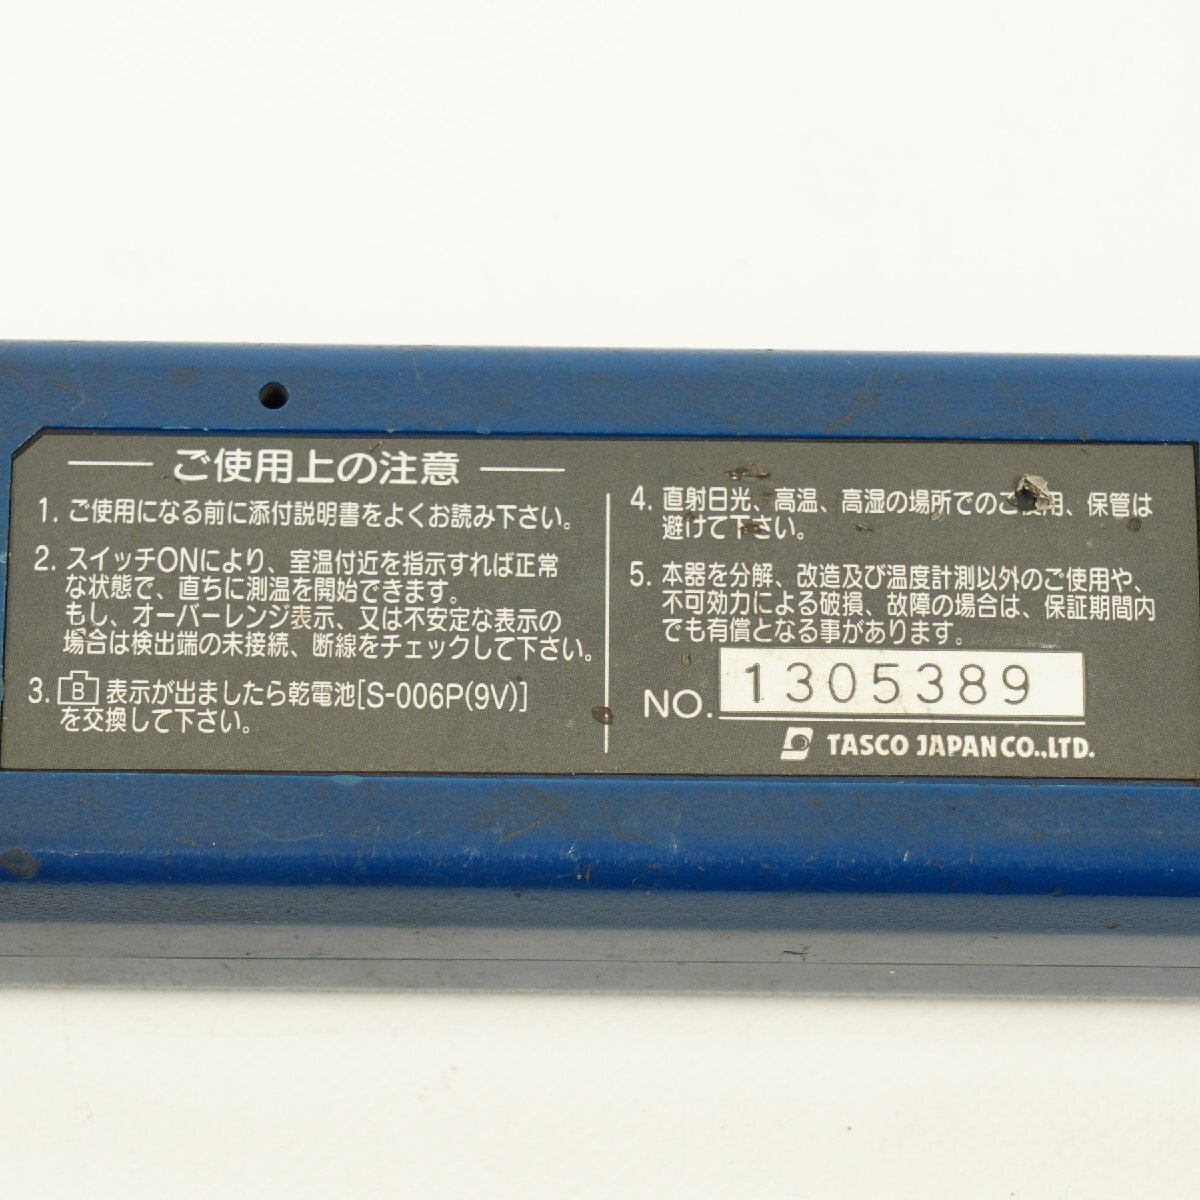 ご使用上の注意
1. ご使用になる前に添付説明書をよくお読み下さい。
2. スイッチONにより、室温付近を指示すれば正常
な状態で、直ちに測温を開始できます。
もし、オーバーレンジ表示、又は不安定な表示の
場合は検出端の未接続、断線をチェックして下さい。
3. B 表示が出ましたら乾電池[S-006P(9V)]
を交換して下さい。
4. 直射日光、高温、高湿の場所でのご使用、保管は
避けて下さい。
5. 本器を分解、改造及び温度計測以外のご使用や、
不可効力による破損、故障の場合は、保証期間内
でも有償となる事があります。
NO. 1305389
TASCO JAPAN CO.,LTD.